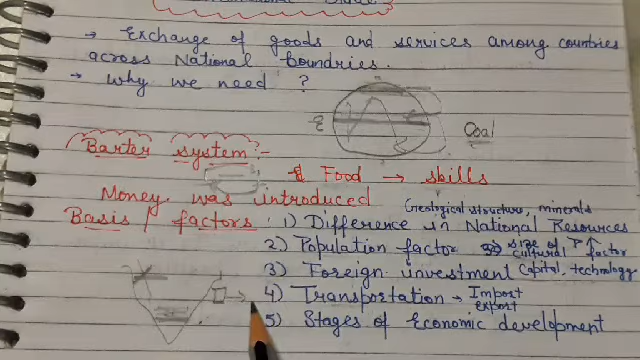 → Exchange of goods and services among countries
across National boundries.
→ Why we need ?
Coal
Barter system :-
Food → skills
Money was introduced
Geological structure, minerals
Basis / factors : 1) Difference in National Resources
2) Population factor size of P ↑
cultural factor
3) Foreign investment Capital, technology
4) Transportation → Import
export
5) Stages of Economic development